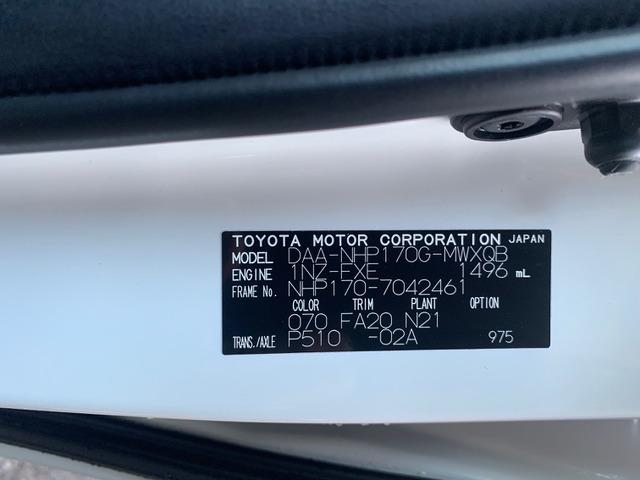 TOYOTA MOTOR CORPORATION JAPAN
MODEL DAA-NHP170G-MWXQB
ENGINE 1NZ-FXE 1496 mL
FRAME No. NHP170-7042461
COLOR TRIM PLANT OPTION
070 FA20 N21
TRANS./AXLE P510 -02A 975